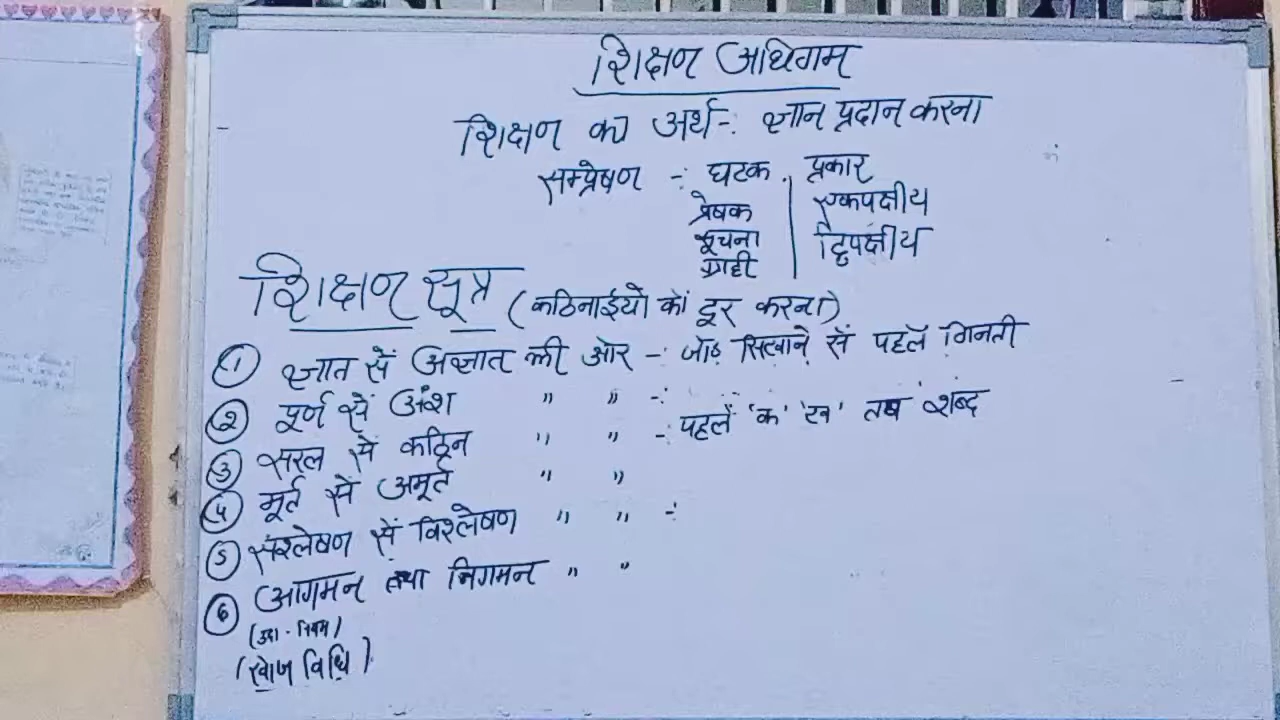 शिक्षण अधिगम
शिक्षण का अर्थ -: ज्ञान प्रदान करना
सम्प्रेषण -: घटक . प्रकार
प्रेषक | एकपक्षीय
सूचना | द्विपक्षीय
ग्राही
शिक्षण सूत्र (कठिनाईयो कों दूर करना)
① ज्ञात सें अज्ञात की ओर -: जोड़ सिखाने सें पहलें गिनती
② पूर्ण सें अंश " " -:
③ सरल सें कठिन " " -: पहलें 'क' 'ख' तब शब्द
④ मूर्त सें अमूर्त " "
⑤ संश्लेषण सें विश्लेषण " " -:
⑥ आगमन तथा निगमन " "
(उदा - नियम)
(खोज विधि)